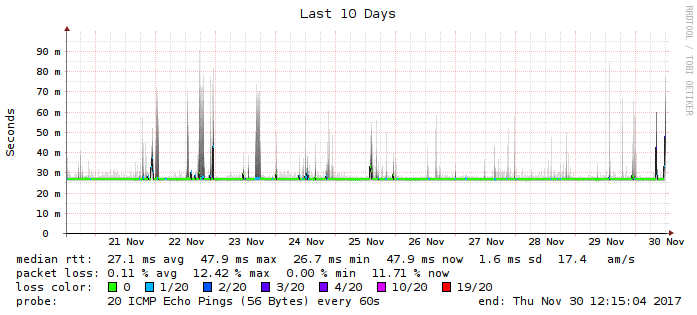 Last 10 Days
RRDTOOL / TOBI OETIKER
Seconds
90 m
80 m
70 m
60 m
50 m
40 m
30 m
20 m
10 m
0
21 Nov 22 Nov 23 Nov 24 Nov 25 Nov 26 Nov 27 Nov 28 Nov 29 Nov 30 Nov
median rtt: 27.1 ms avg 47.9 ms max 26.7 ms min 47.9 ms now 1.6 ms sd 17.4 am/s
packet loss: 0.11 % avg 12.42 % max 0.00 % min 11.71 % now
loss color: 0 1/20 2/20 3/20 4/20 10/20 19/20
probe: 20 ICMP Echo Pings (56 Bytes) every 60s end: Thu Nov 30 12:15:04 2017